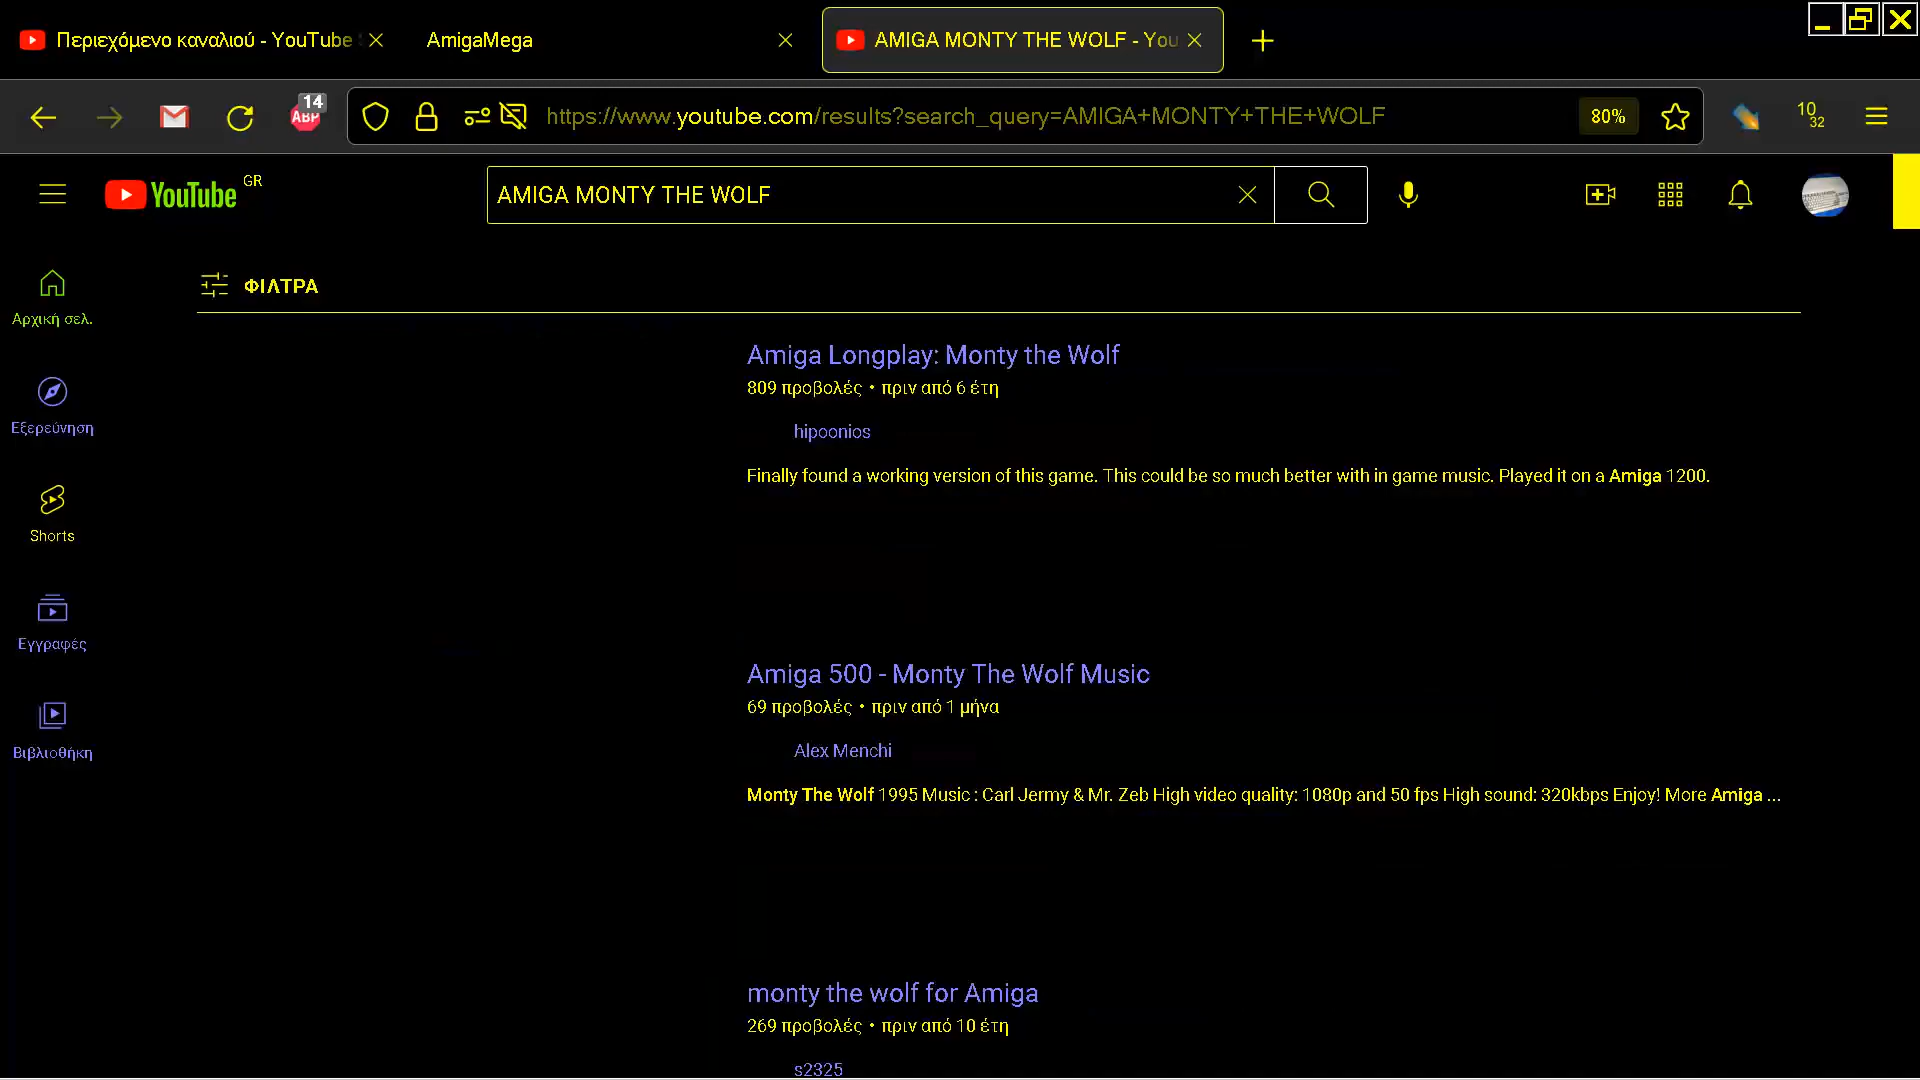 Περιεχόμενο καναλιού - YouTube
AmigaMega
AMIGA MONTY THE WOLF - You
14
ABP
https://www.youtube.com/results?search_query=AMIGA+MONTY+THE+WOLF
80%
10
32
YouTube GR
AMIGA MONTY THE WOLF
ΦΙΛΤΡΑ
Αρχική σελ.
Εξερεύνηση
Shorts
Εγγραφές
Βιβλιοθήκη
Amiga Longplay: Monty the Wolf
809 προβολές • πριν από 6 έτη
hipoonios
Finally found a working version of this game. This could be so much better with in game music. Played it on a Amiga 1200.
Amiga 500 - Monty The Wolf Music
69 προβολές • πριν από 1 μήνα
Alex Menchi
Monty The Wolf 1995 Music : Carl Jermy & Mr. Zeb High video quality: 1080p and 50 fps High sound: 320kbps Enjoy! More Amiga ...
monty the wolf for Amiga
269 προβολές • πριν από 10 έτη
s2325